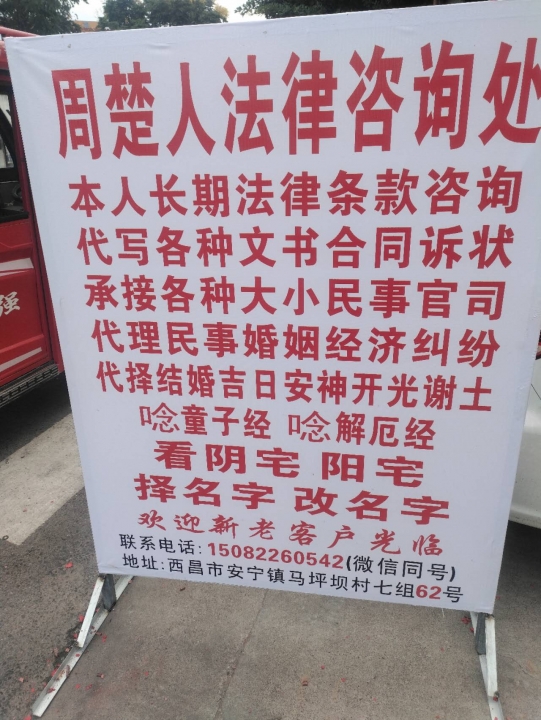 周楚人法律咨询处
本人长期法律条款咨询
代写各种文书合同诉状
承接各种大小民事官司
代理民事婚姻经济纠纷
代择结婚吉日安神开光谢土
唸童子经 唸解厄经
看阴宅 阳宅
择名字 改名字
欢迎新老客户光临
联系电话:15082260542(微信同号)
地址:西昌市安宁镇马坪坝村七组62号
强